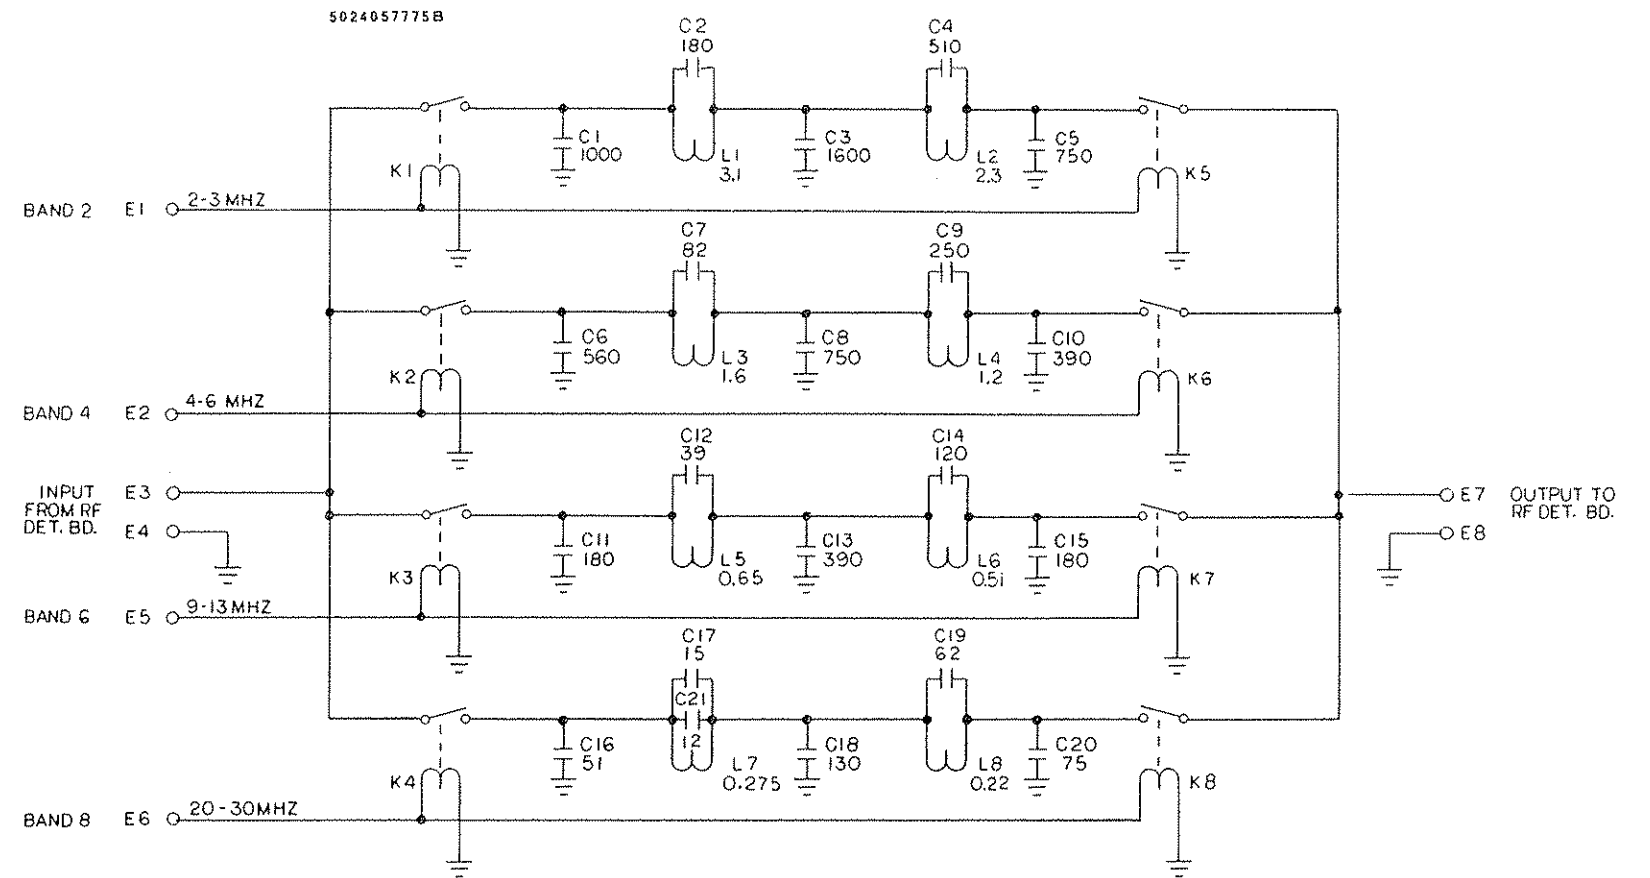 5024057775B
C2
180
C4
510
C1
1000
L1
3.1
C3
1600
L2
2.3
C5
750
K1
K5
BAND 2 E1 2-3 MHZ
C7
82
C9
250
C6
560
L3
1.6
C8
750
L4
1.2
C10
390
K2
K6
BAND 4 E2 4-6 MHZ
C12
39
C14
120
INPUT
FROM RF
DET. BD.
E3
E4
E7
E8
OUTPUT TO
RF DET. BD.
C11
180
L5
0.65
C13
390
L6
0.51
C15
180
K3
K7
BAND 6 E5 9-13 MHZ
C17
15
C19
62
C21
12
C16
51
L7
0.275
C18
130
L8
0.22
C20
75
K4
K8
BAND 8 E6 20-30MHZ